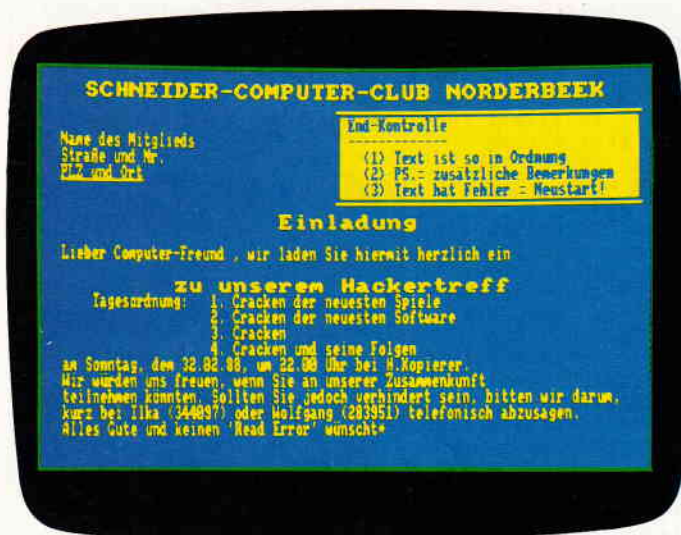 SCHNEIDER-COMPUTER-CLUB NORDERBEEK
Name des Mitglieds
Straße und Nr.
PLZ und Ort
End-Kontrolle
--------------
(1) Text ist so in Ordnung
(2) PS.= zusätzliche Bemerkungen
(3) Text hat Fehler = Neustart!
Einladung
Lieber Computer-Freund , wir laden Sie hiermit herzlich ein
zu unserem Hackertreff
Tagesordnung: 1. Cracken der neuesten Spiele
2. Cracken der neuesten Software
3. Cracken
4. Cracken und seine Folgen
am Sonntag, dem 32.02.88, um 22.00 Uhr bei H.Kopierer.
Wir würden uns freuen, wenn Sie an unserer Zusammenkunft
teilnehmen könnten. Sollten Sie jedoch verhindert sein, bitten wir darum,
kurz bei Ilka (344097) oder Wolfgang (283951) telefonisch abzusagen.
Alles Gute und keinen 'Read Error' wünscht*